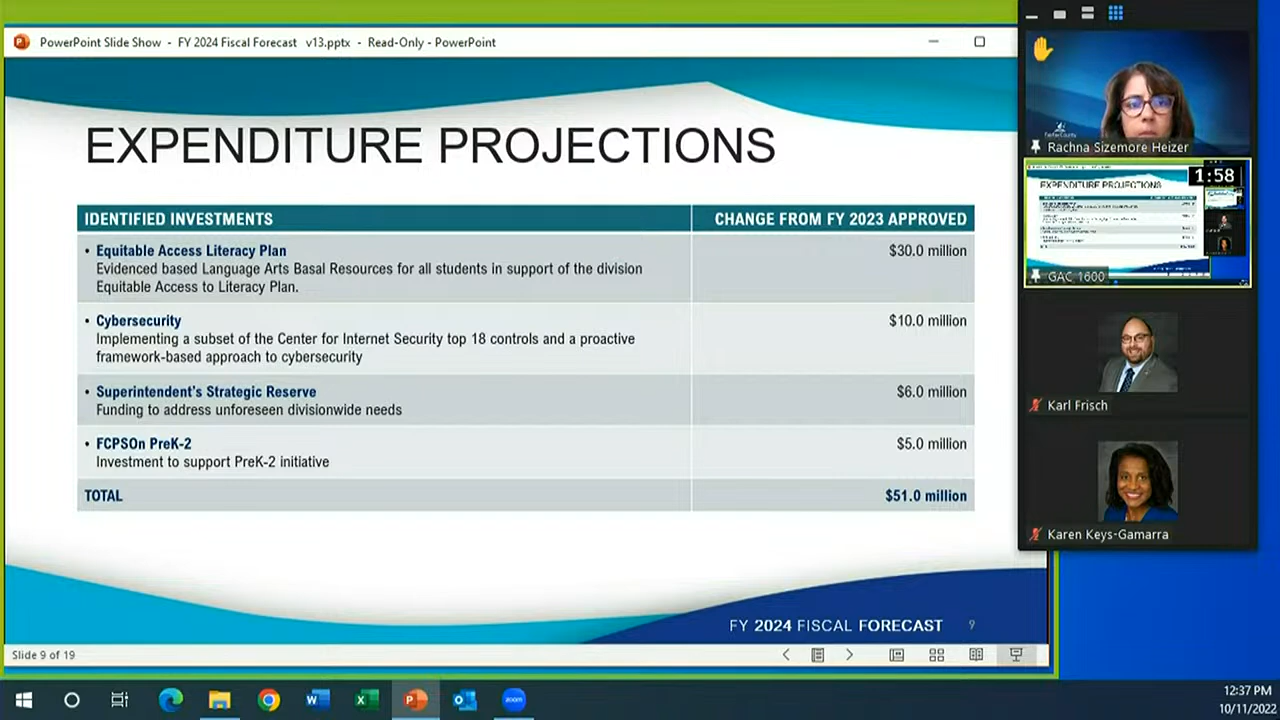 PowerPoint Slide Show - FY 2024 Fiscal Forecast v13.pptx - Read-Only - PowerPoint
EXPENDITURE PROJECTIONS
IDENTIFIED INVESTMENTS CHANGE FROM FY 2023 APPROVED
• Equitable Access Literacy Plan $30.0 million
Evidenced based Language Arts Basal Resources for all students in support of the division
Equitable Access to Literacy Plan.
• Cybersecurity $10.0 million
Implementing a subset of the Center for Internet Security top 18 controls and a proactive
framework-based approach to cybersecurity
• Superintendent's Strategic Reserve $6.0 million
Funding to address unforeseen divisionwide needs
• FCPSOn PreK-2 $5.0 million
Investment to support PreK-2 initiative
TOTAL $51.0 million
FY 2024 FISCAL FORECAST 9
Slide 9 of 19
Rachna Sizemore Heizer
1:58
EXPENDITURE PROJECTIONS
GAC 1600
Karl Frisch
Karen Keys-Gamarra
zoom
12:37 PM
10/11/2022